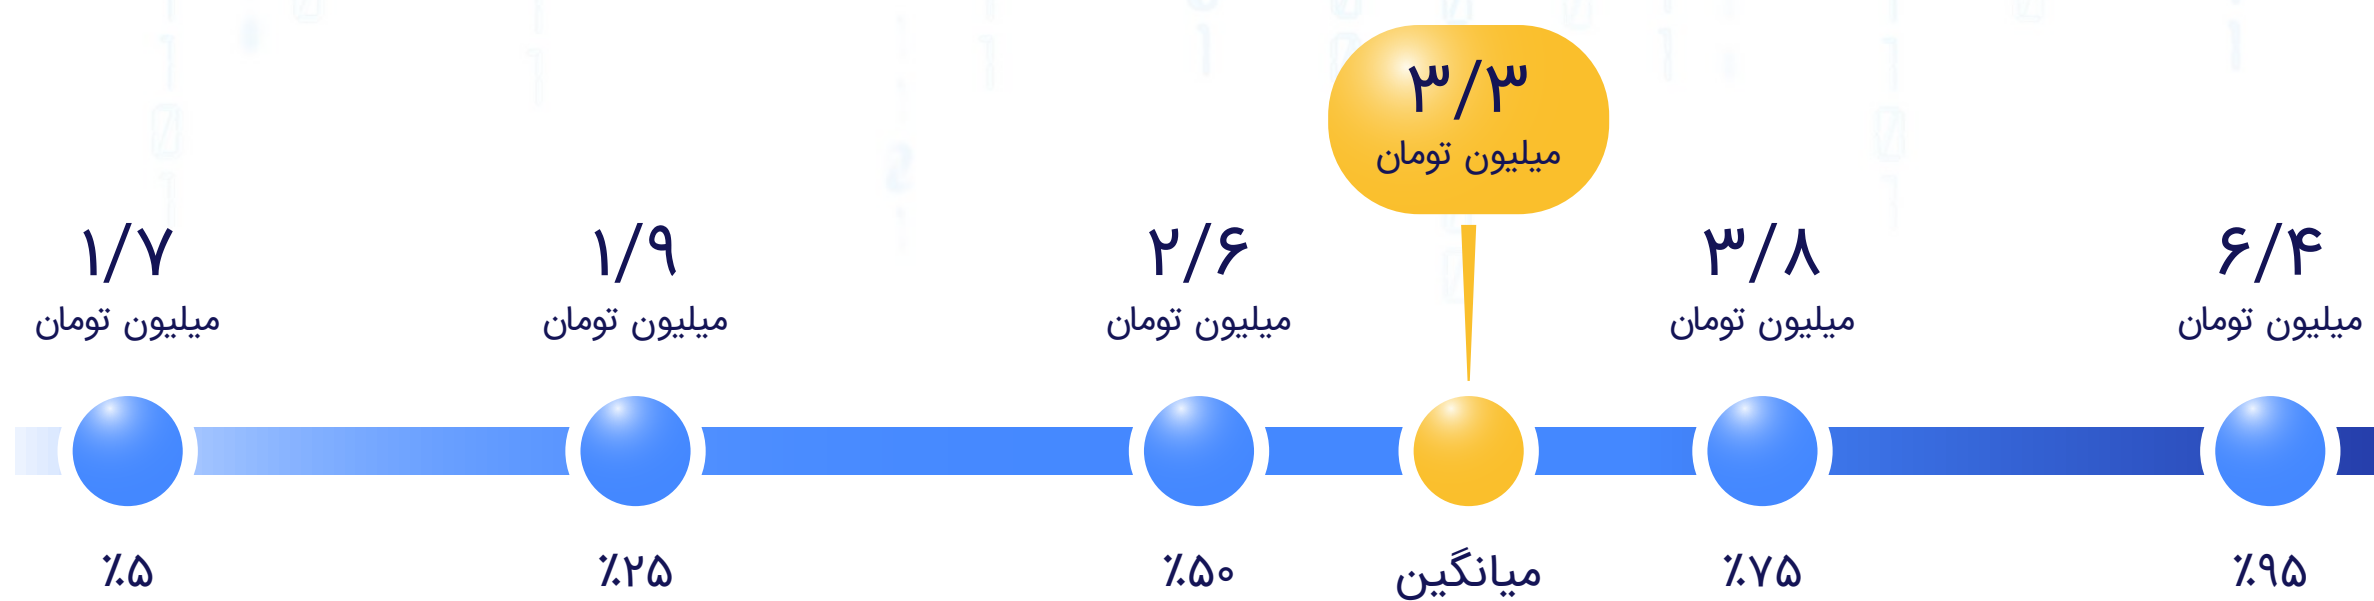 ۳/۳
میلیون تومان
۱/۷
میلیون تومان
۱/۹
میلیون تومان
۲/۶
میلیون تومان
۳/۸
میلیون تومان
۶/۴
میلیون تومان
٪۵
٪۲۵
٪۵۰
میانگین
٪۷۵
٪۹۵